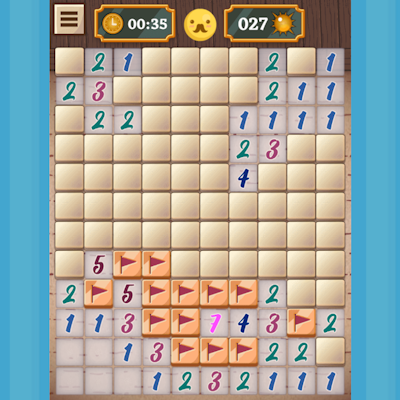 00:35 027
2 1 2 1
2 3 2 1 1
2 2 1 1 1 1
2 3
4
5
2 5 2
1 1 3 7 4 3 2
1 3 2 2
1 2 3 2 1 1 1